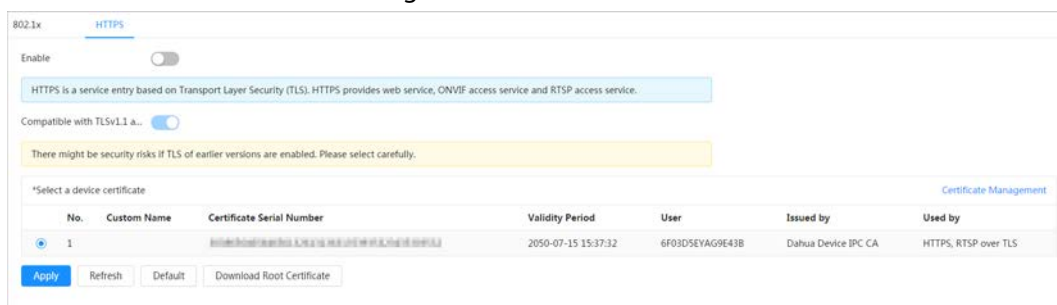 802.1x HTTPS
Enable
HTTPS is a service entry based on Transport Layer Security (TLS). HTTPS provides web service, ONVIF access service and RTSP access service.
Compatible with TLSv1.1 a...
There might be security risks if TLS of earlier versions are enabled. Please select carefully.
*Select a device certificate Certificate Management
No. Custom Name Certificate Serial Number Validity Period User Issued by Used by
1 2050-07-15 15:37:32 6F03D5EYAG9E43B Dahua Device IPC CA HTTPS, RTSP over TLS
Apply Refresh Default Download Root Certificate